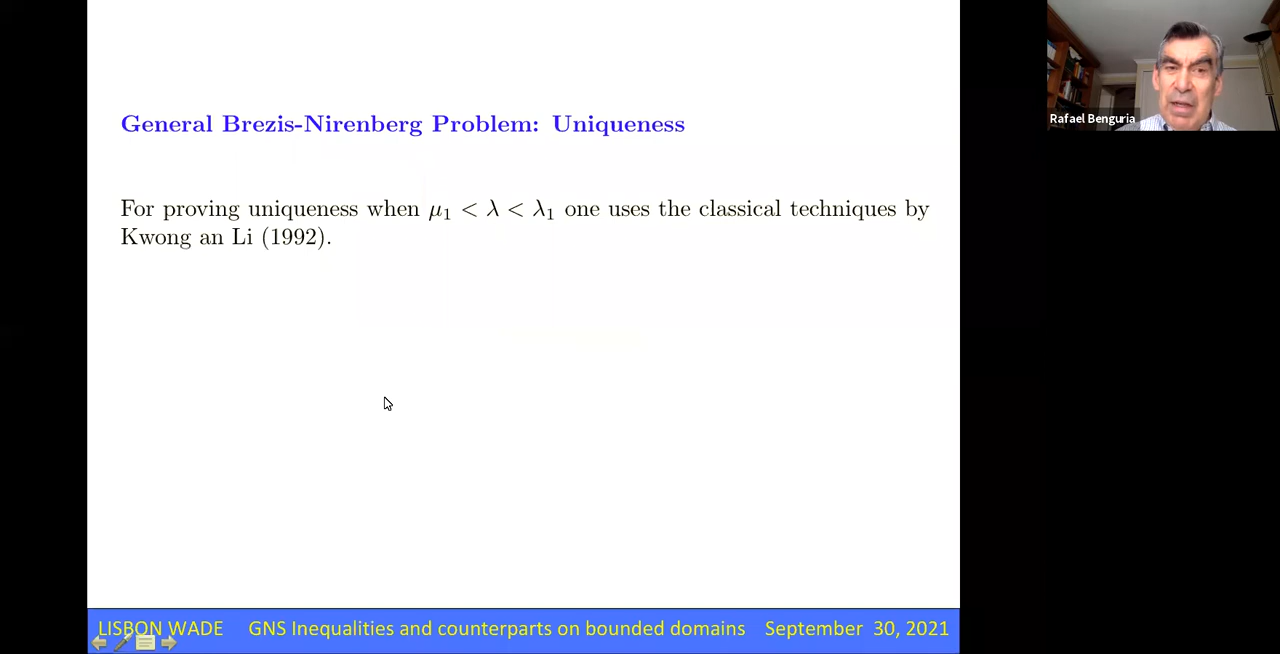 General Brezis-Nirenberg Problem: Uniqueness
For proving uniqueness when μ₁ < λ < λ₁ one uses the classical techniques by
Kwong an Li (1992).
LISBON WADE GNS Inequalities and counterparts on bounded domains September 30, 2021
Rafael Benguria